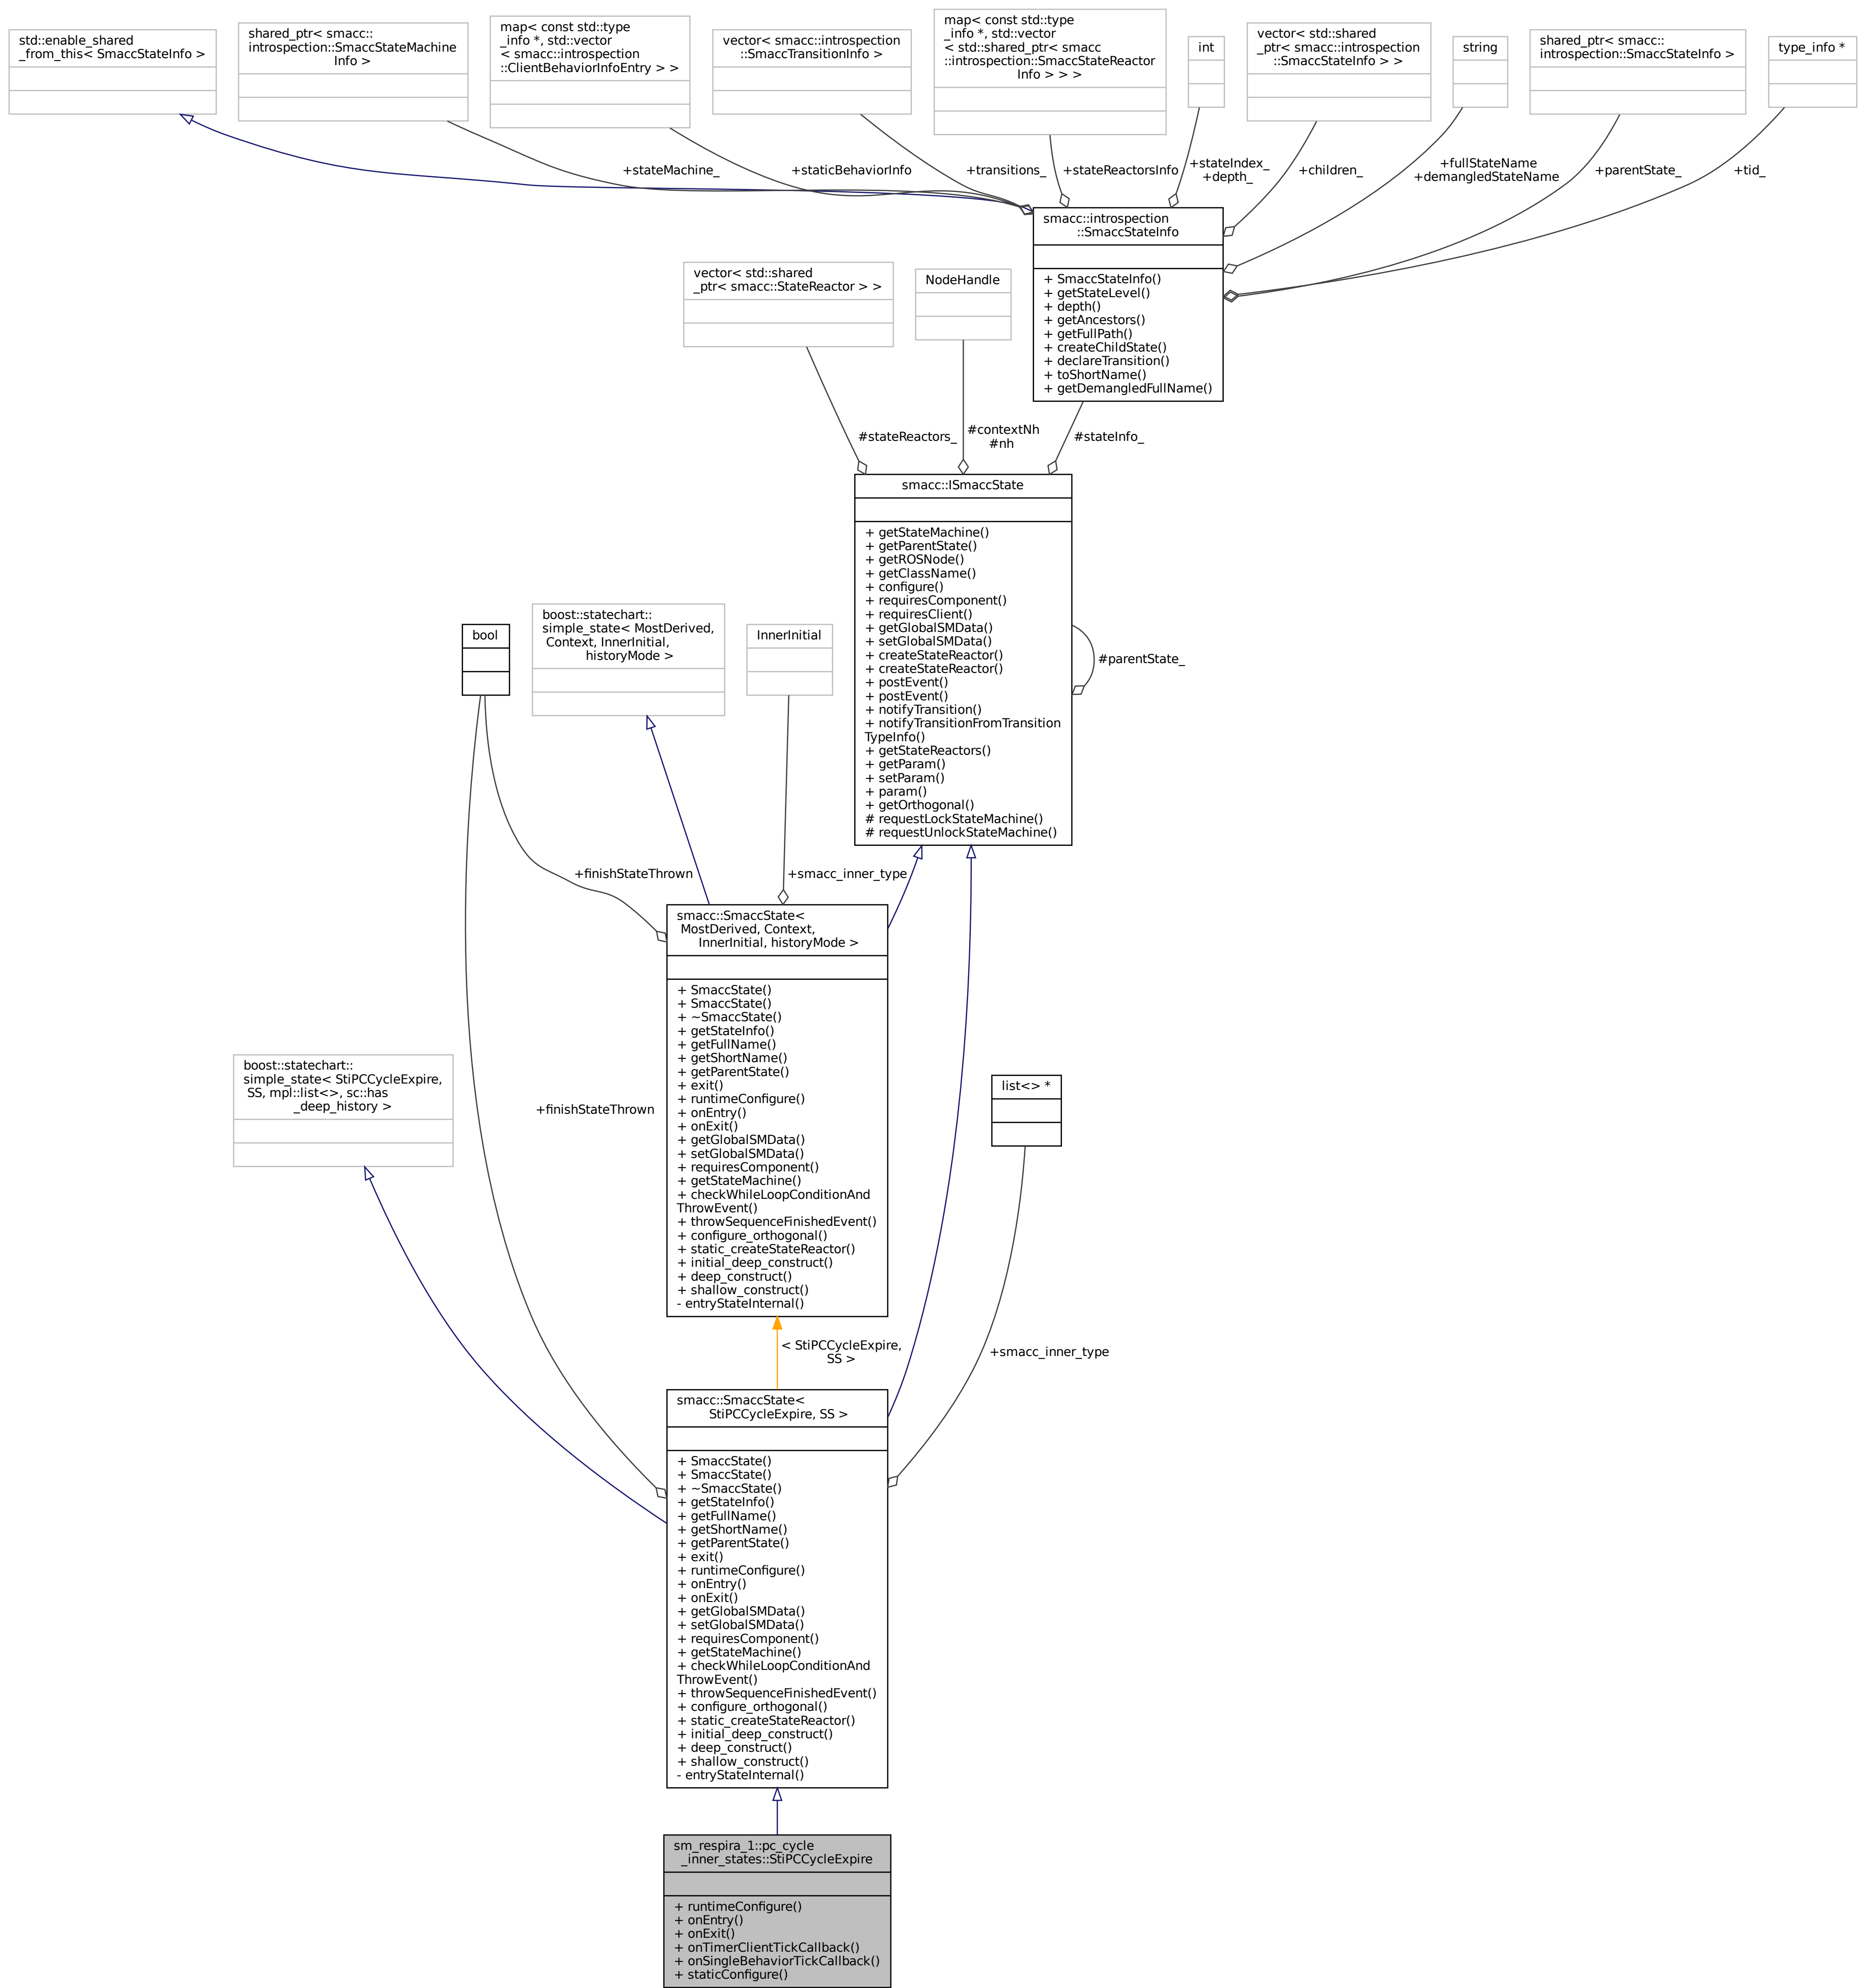 std::enable_shared
_from_this< SmaccStateInfo >
shared_ptr< smacc::
introspection::SmaccStateMachine
Info >
map< const std::type
_info *, std::vector
< smacc::introspection
::ClientBehaviorInfoEntry > >
vector< smacc::introspection
::SmaccTransitionInfo >
map< const std::type
_info *, std::vector
< std::shared_ptr< smacc
::introspection::SmaccStateReactor
Info > > >
int
vector< std::shared
_ptr< smacc::introspection
::SmaccStateInfo > >
string
shared_ptr< smacc::
introspection::SmaccStateInfo >
type_info *
+stateMachine_
+staticBehaviorInfo
+transitions_
+stateReactorsInfo
+stateIndex_
+depth_
+children_
+fullStateName
+demangledStateName
+parentState_
+tid_
smacc::introspection
::SmaccStateInfo
+ SmaccStateInfo()
+ getStateLevel()
+ depth()
+ getAncestors()
+ getFullPath()
+ createChildState()
+ declareTransition()
+ toShortName()
+ getDemangledFullName()
vector< std::shared
_ptr< smacc::StateReactor > >
NodeHandle
#stateReactors_
#contextNh
#nh
#stateInfo_
smacc::ISmaccState
+ getStateMachine()
+ getParentState()
+ getROSNode()
+ getClassName()
+ configure()
+ requiresComponent()
+ requiresClient()
+ getGlobalSMData()
+ setGlobalSMData()
+ createStateReactor()
+ createStateReactor()
+ postEvent()
+ postEvent()
+ notifyTransition()
+ notifyTransitionFromTransition
TypeInfo()
+ getStateReactors()
+ getParam()
+ setParam()
+ param()
+ getOrthogonal()
# requestLockStateMachine()
# requestUnlockStateMachine()
#parentState_
bool
boost::statechart::
simple_state< MostDerived,
Context, InnerInitial,
historyMode >
InnerInitial
+finishStateThrown
+smacc_inner_type
smacc::SmaccState<
MostDerived, Context,
InnerInitial, historyMode >
+ SmaccState()
+ SmaccState()
+ ~SmaccState()
+ getStateInfo()
+ getFullName()
+ getShortName()
+ getParentState()
+ exit()
+ runtimeConfigure()
+ onEntry()
+ onExit()
+ getGlobalSMData()
+ setGlobalSMData()
+ requiresComponent()
+ getStateMachine()
+ checkWhileLoopConditionAnd
ThrowEvent()
+ throwSequenceFinishedEvent()
+ configure_orthogonal()
+ static_createStateReactor()
+ initial_deep_construct()
+ deep_construct()
+ shallow_construct()
- entryStateInternal()
boost::statechart::
simple_state< StiPCCycleExpire,
SS, mpl::list<>, sc::has
_deep_history >
+finishStateThrown
list<> *
< StiPCCycleExpire,
SS >
+smacc_inner_type
smacc::SmaccState<
StiPCCycleExpire, SS >
+ SmaccState()
+ SmaccState()
+ ~SmaccState()
+ getStateInfo()
+ getFullName()
+ getShortName()
+ getParentState()
+ exit()
+ runtimeConfigure()
+ onEntry()
+ onExit()
+ getGlobalSMData()
+ setGlobalSMData()
+ requiresComponent()
+ getStateMachine()
+ checkWhileLoopConditionAnd
ThrowEvent()
+ throwSequenceFinishedEvent()
+ configure_orthogonal()
+ static_createStateReactor()
+ initial_deep_construct()
+ deep_construct()
+ shallow_construct()
- entryStateInternal()
sm_respira_1::pc_cycle
_inner_states::StiPCCycleExpire
+ runtimeConfigure()
+ onEntry()
+ onExit()
+ onTimerClientTickCallback()
+ onSingleBehaviorTickCallback()
+ staticConfigure()